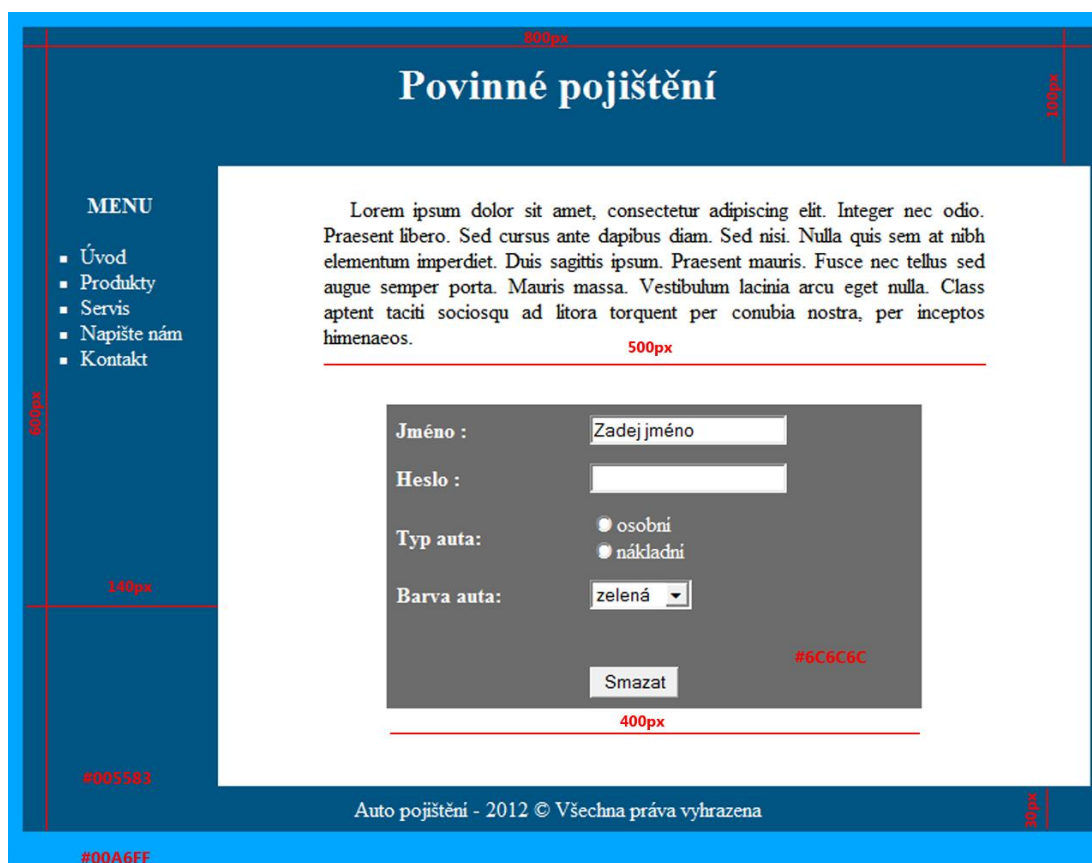 800px
Povinné pojištění
100px
MENU
Úvod
Produkty
Servis
Napište nám
Kontakt
600px
140px
#005583
#00A6FF
Lorem ipsum dolor sit amet, consectetur adipiscing elit. Integer nec odio.
Praesent libero. Sed cursus ante dapibus diam. Sed nisi. Nulla quis sem at nibh
elementum imperdiet. Duis sagittis ipsum. Praesent mauris. Fusce nec tellus sed
augue semper porta. Mauris massa. Vestibulum lacinia arcu eget nulla. Class
aptent taciti sociosqu ad litora torquent per conubia nostra, per inceptos
himenaeos.
500px
Jméno : Zadej jméno
Heslo :
Typ auta: osobní
nákladní
Barva auta: zelená
#6C6C6C
Smazat
400px
Auto pojištění - 2012 © Všechna práva vyhrazena
30px